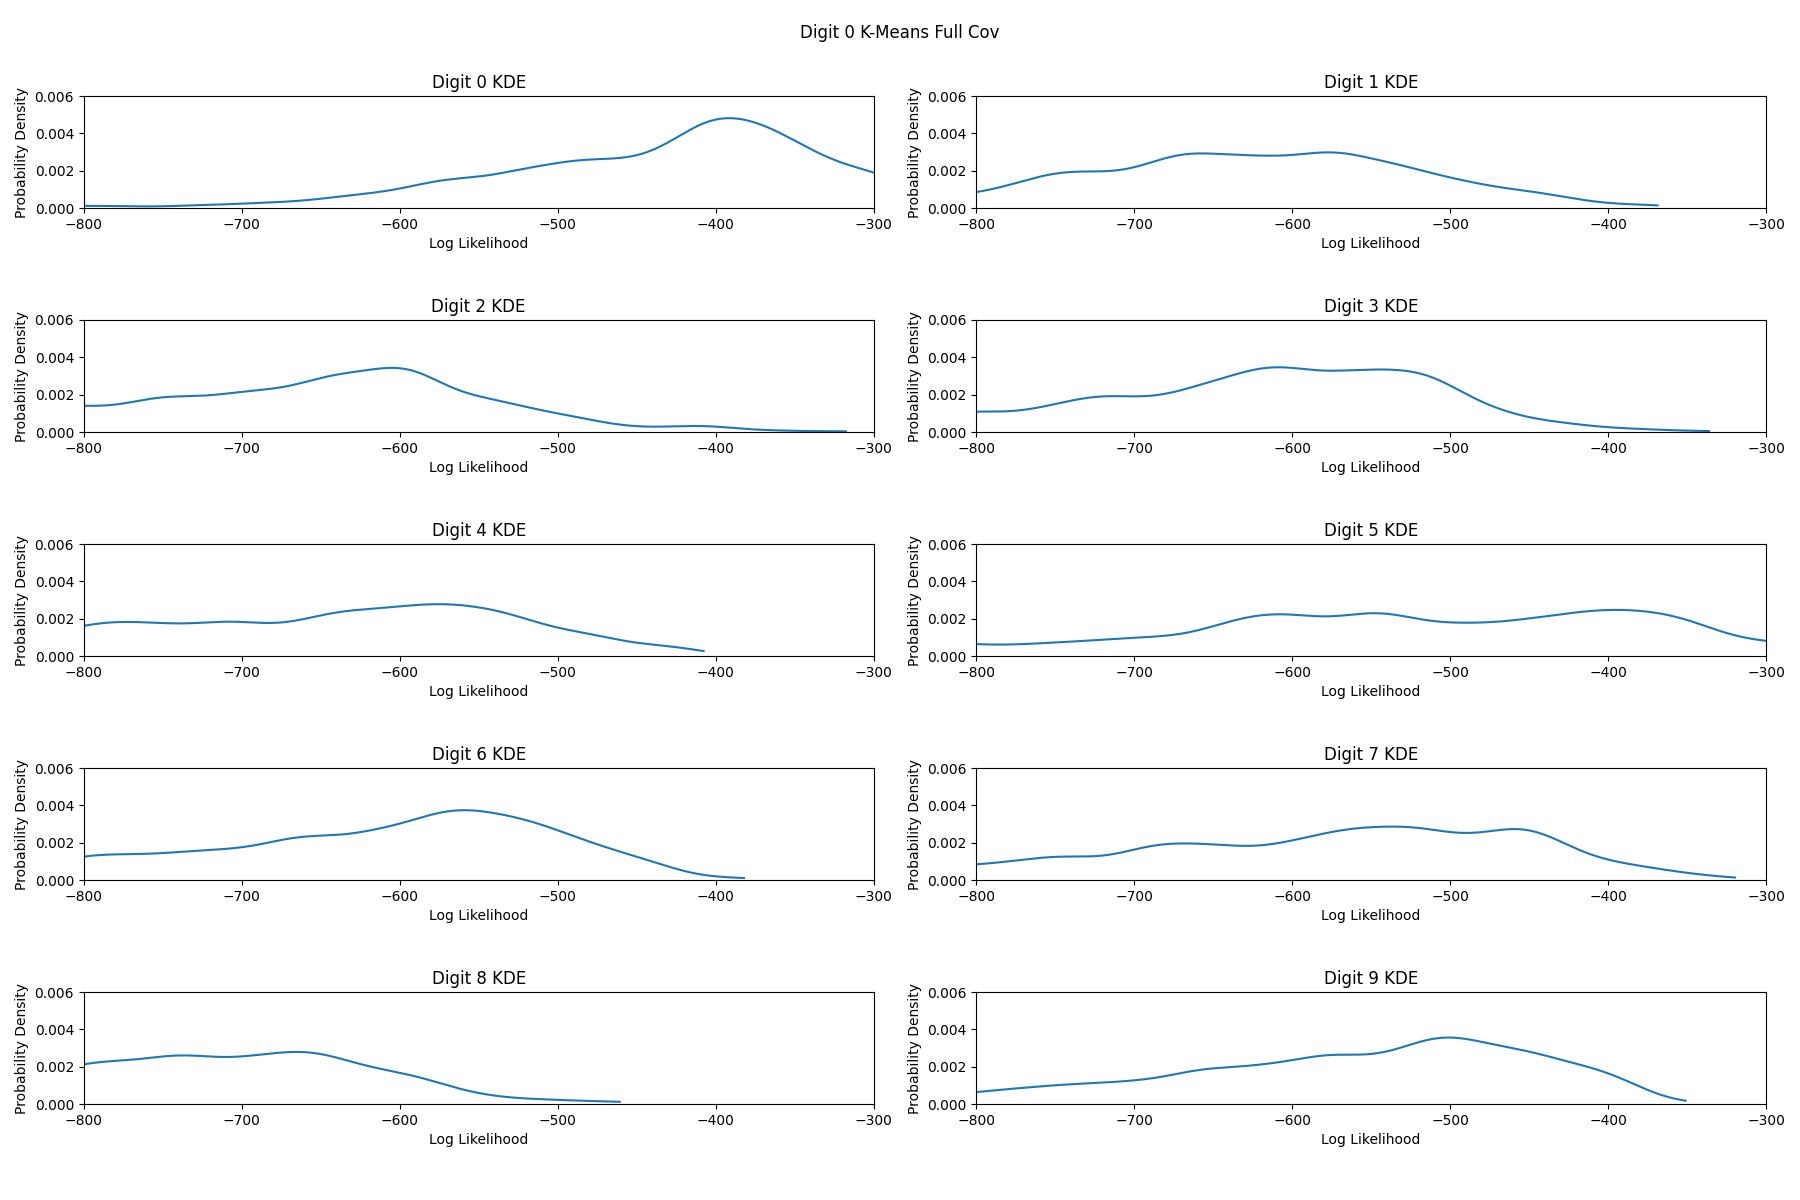 Digit 0 K-Means Full Cov
Digit 0 KDE
Probability Density
0.006
0.004
0.002
0.000
−800 −700 −600 −500 −400 −300
Log Likelihood
Digit 1 KDE
Probability Density
0.006
0.004
0.002
0.000
−800 −700 −600 −500 −400 −300
Log Likelihood
Digit 2 KDE
Probability Density
0.006
0.004
0.002
0.000
−800 −700 −600 −500 −400 −300
Log Likelihood
Digit 3 KDE
Probability Density
0.006
0.004
0.002
0.000
−800 −700 −600 −500 −400 −300
Log Likelihood
Digit 4 KDE
Probability Density
0.006
0.004
0.002
0.000
−800 −700 −600 −500 −400 −300
Log Likelihood
Digit 5 KDE
Probability Density
0.006
0.004
0.002
0.000
−800 −700 −600 −500 −400 −300
Log Likelihood
Digit 6 KDE
Probability Density
0.006
0.004
0.002
0.000
−800 −700 −600 −500 −400 −300
Log Likelihood
Digit 7 KDE
Probability Density
0.006
0.004
0.002
0.000
−800 −700 −600 −500 −400 −300
Log Likelihood
Digit 8 KDE
Probability Density
0.006
0.004
0.002
0.000
−800 −700 −600 −500 −400 −300
Log Likelihood
Digit 9 KDE
Probability Density
0.006
0.004
0.002
0.000
−800 −700 −600 −500 −400 −300
Log Likelihood